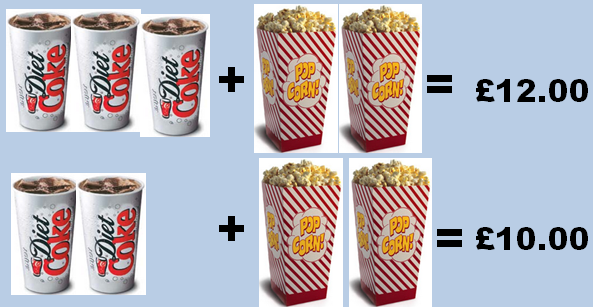 Diet Coke Diet Coke Diet Coke + POP CORN! POP CORN! = £12.00
Diet Coke Diet Coke + POP CORN! POP CORN! = £10.00